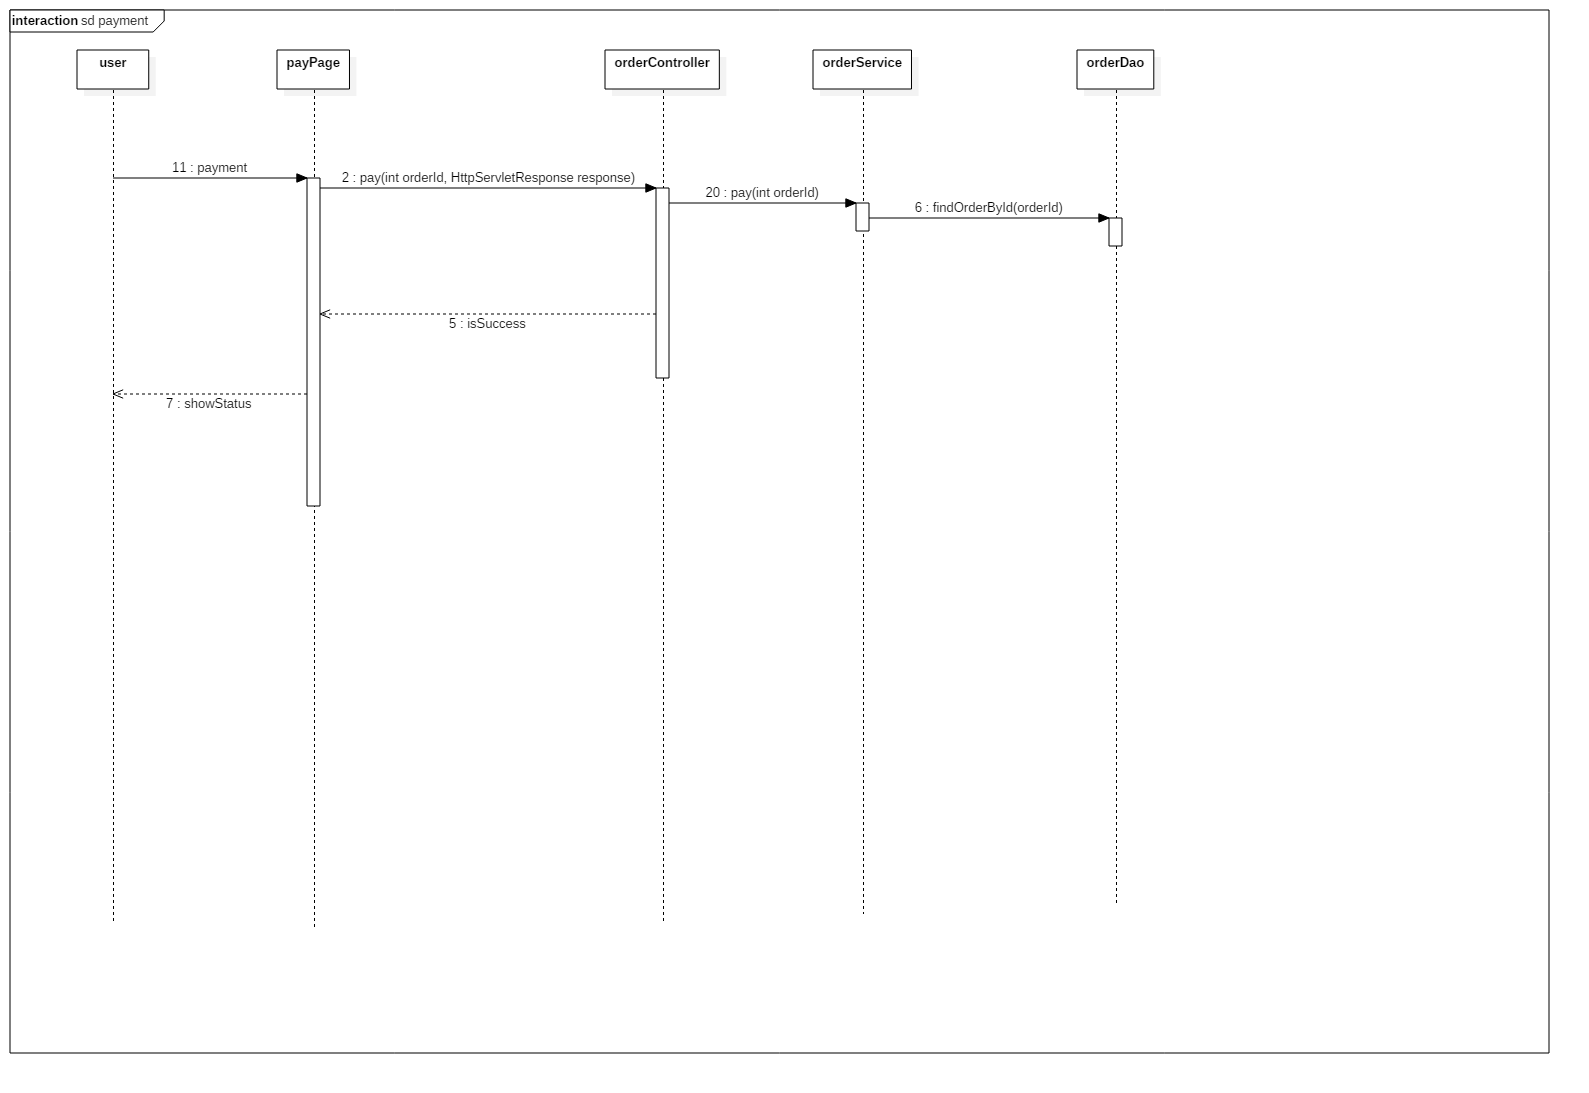 interaction sd payment
user
payPage
orderController
orderService
orderDao
11 : payment
2 : pay(int orderId, HttpServletResponse response)
20 : pay(int orderId)
6 : findOrderById(orderId)
5 : isSuccess
7 : showStatus